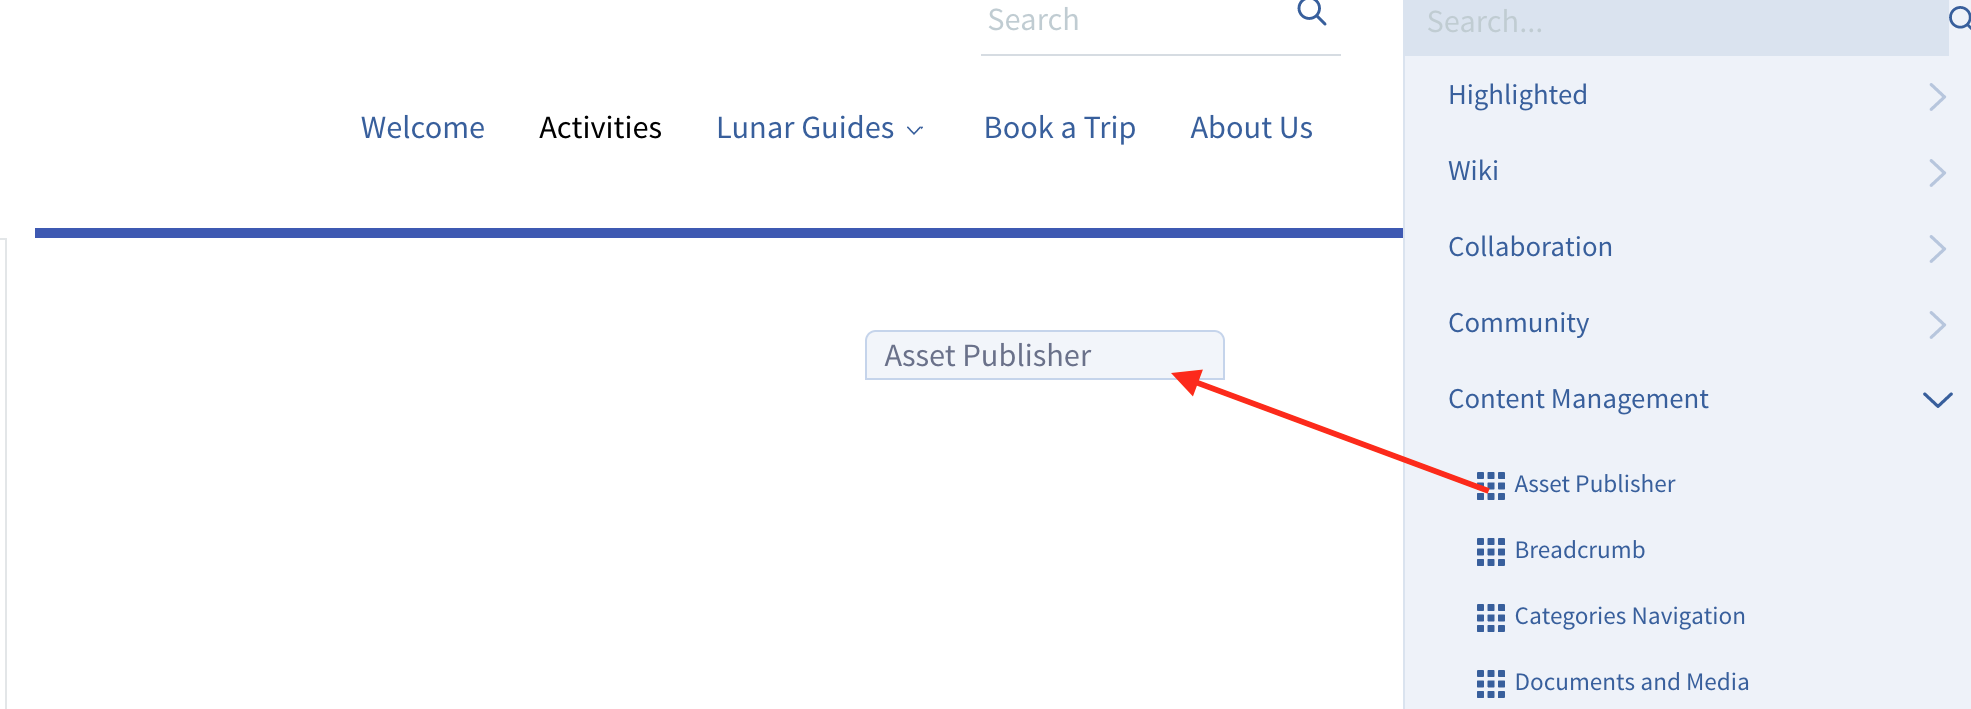 Search
Welcome
Activities
Lunar Guides
Book a Trip
About Us
Asset Publisher
Search...
Highlighted
Wiki
Collaboration
Community
Content Management
Asset Publisher
Breadcrumb
Categories Navigation
Documents and Media